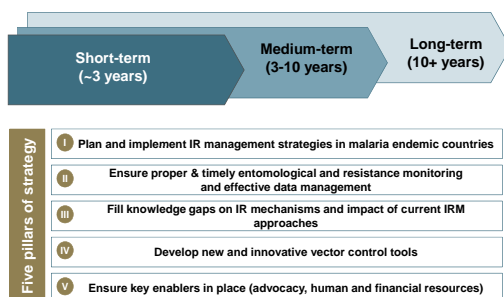 Short-term
(~3 years)
Medium-term
(3-10 years)
Long-term
(10+ years)
Five pillars of strategy
I Plan and implement IR management strategies in malaria endemic countries
II Ensure proper & timely entomological and resistance monitoring
and effective data management
III Fill knowledge gaps on IR mechanisms and impact of current IRM
approaches
IV Develop new and innovative vector control tools
V Ensure key enablers in place (advocacy, human and financial resources)